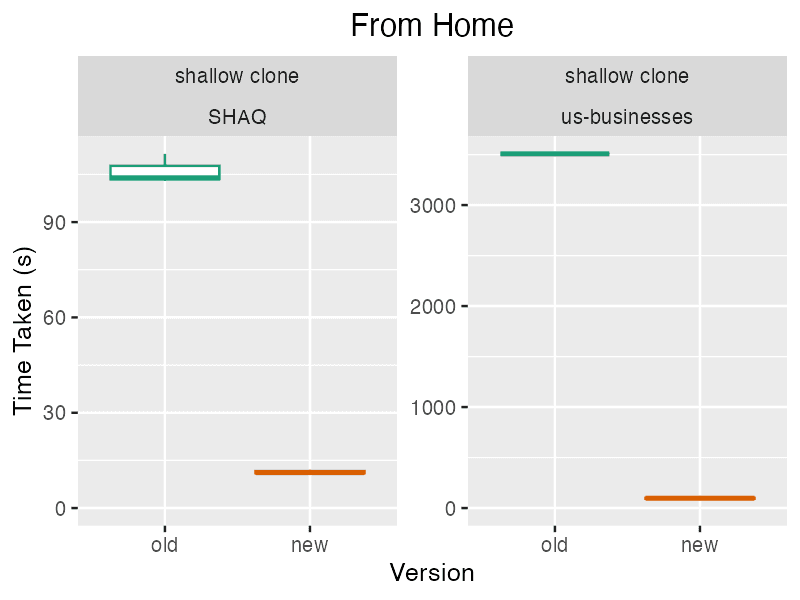 From Home
shallow clone
SHAQ
shallow clone
us-businesses
Time Taken (s)
90
60
30
0
3000
2000
1000
0
old
new
old
new
Version